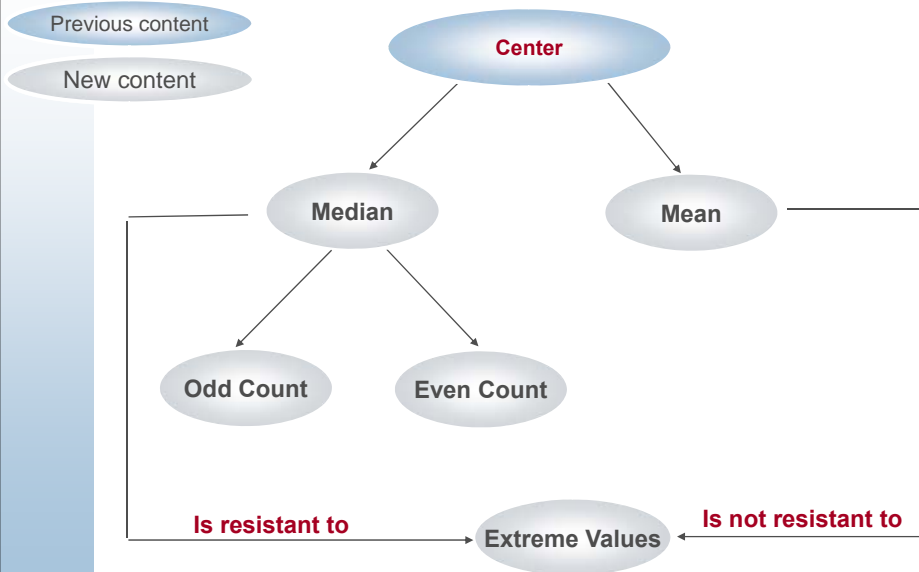 Previous content
Center
New content
Median
Mean
Odd Count
Even Count
Is resistant to
Is not resistant to
Extreme Values